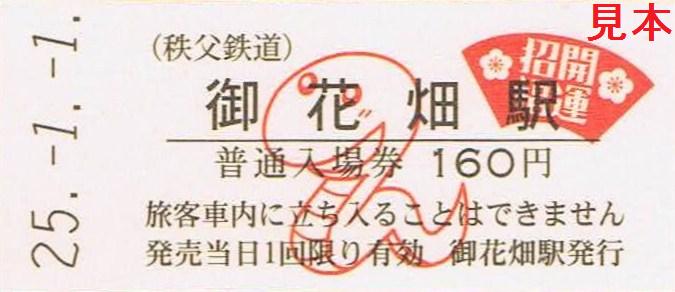 見本
25.-1.-1.
(秩父鉄道)
御花畑駅
開運
招福
普通入場券 160円
旅客車内に立ち入ることはできません
発売当日1回限り有効 御花畑駅発行